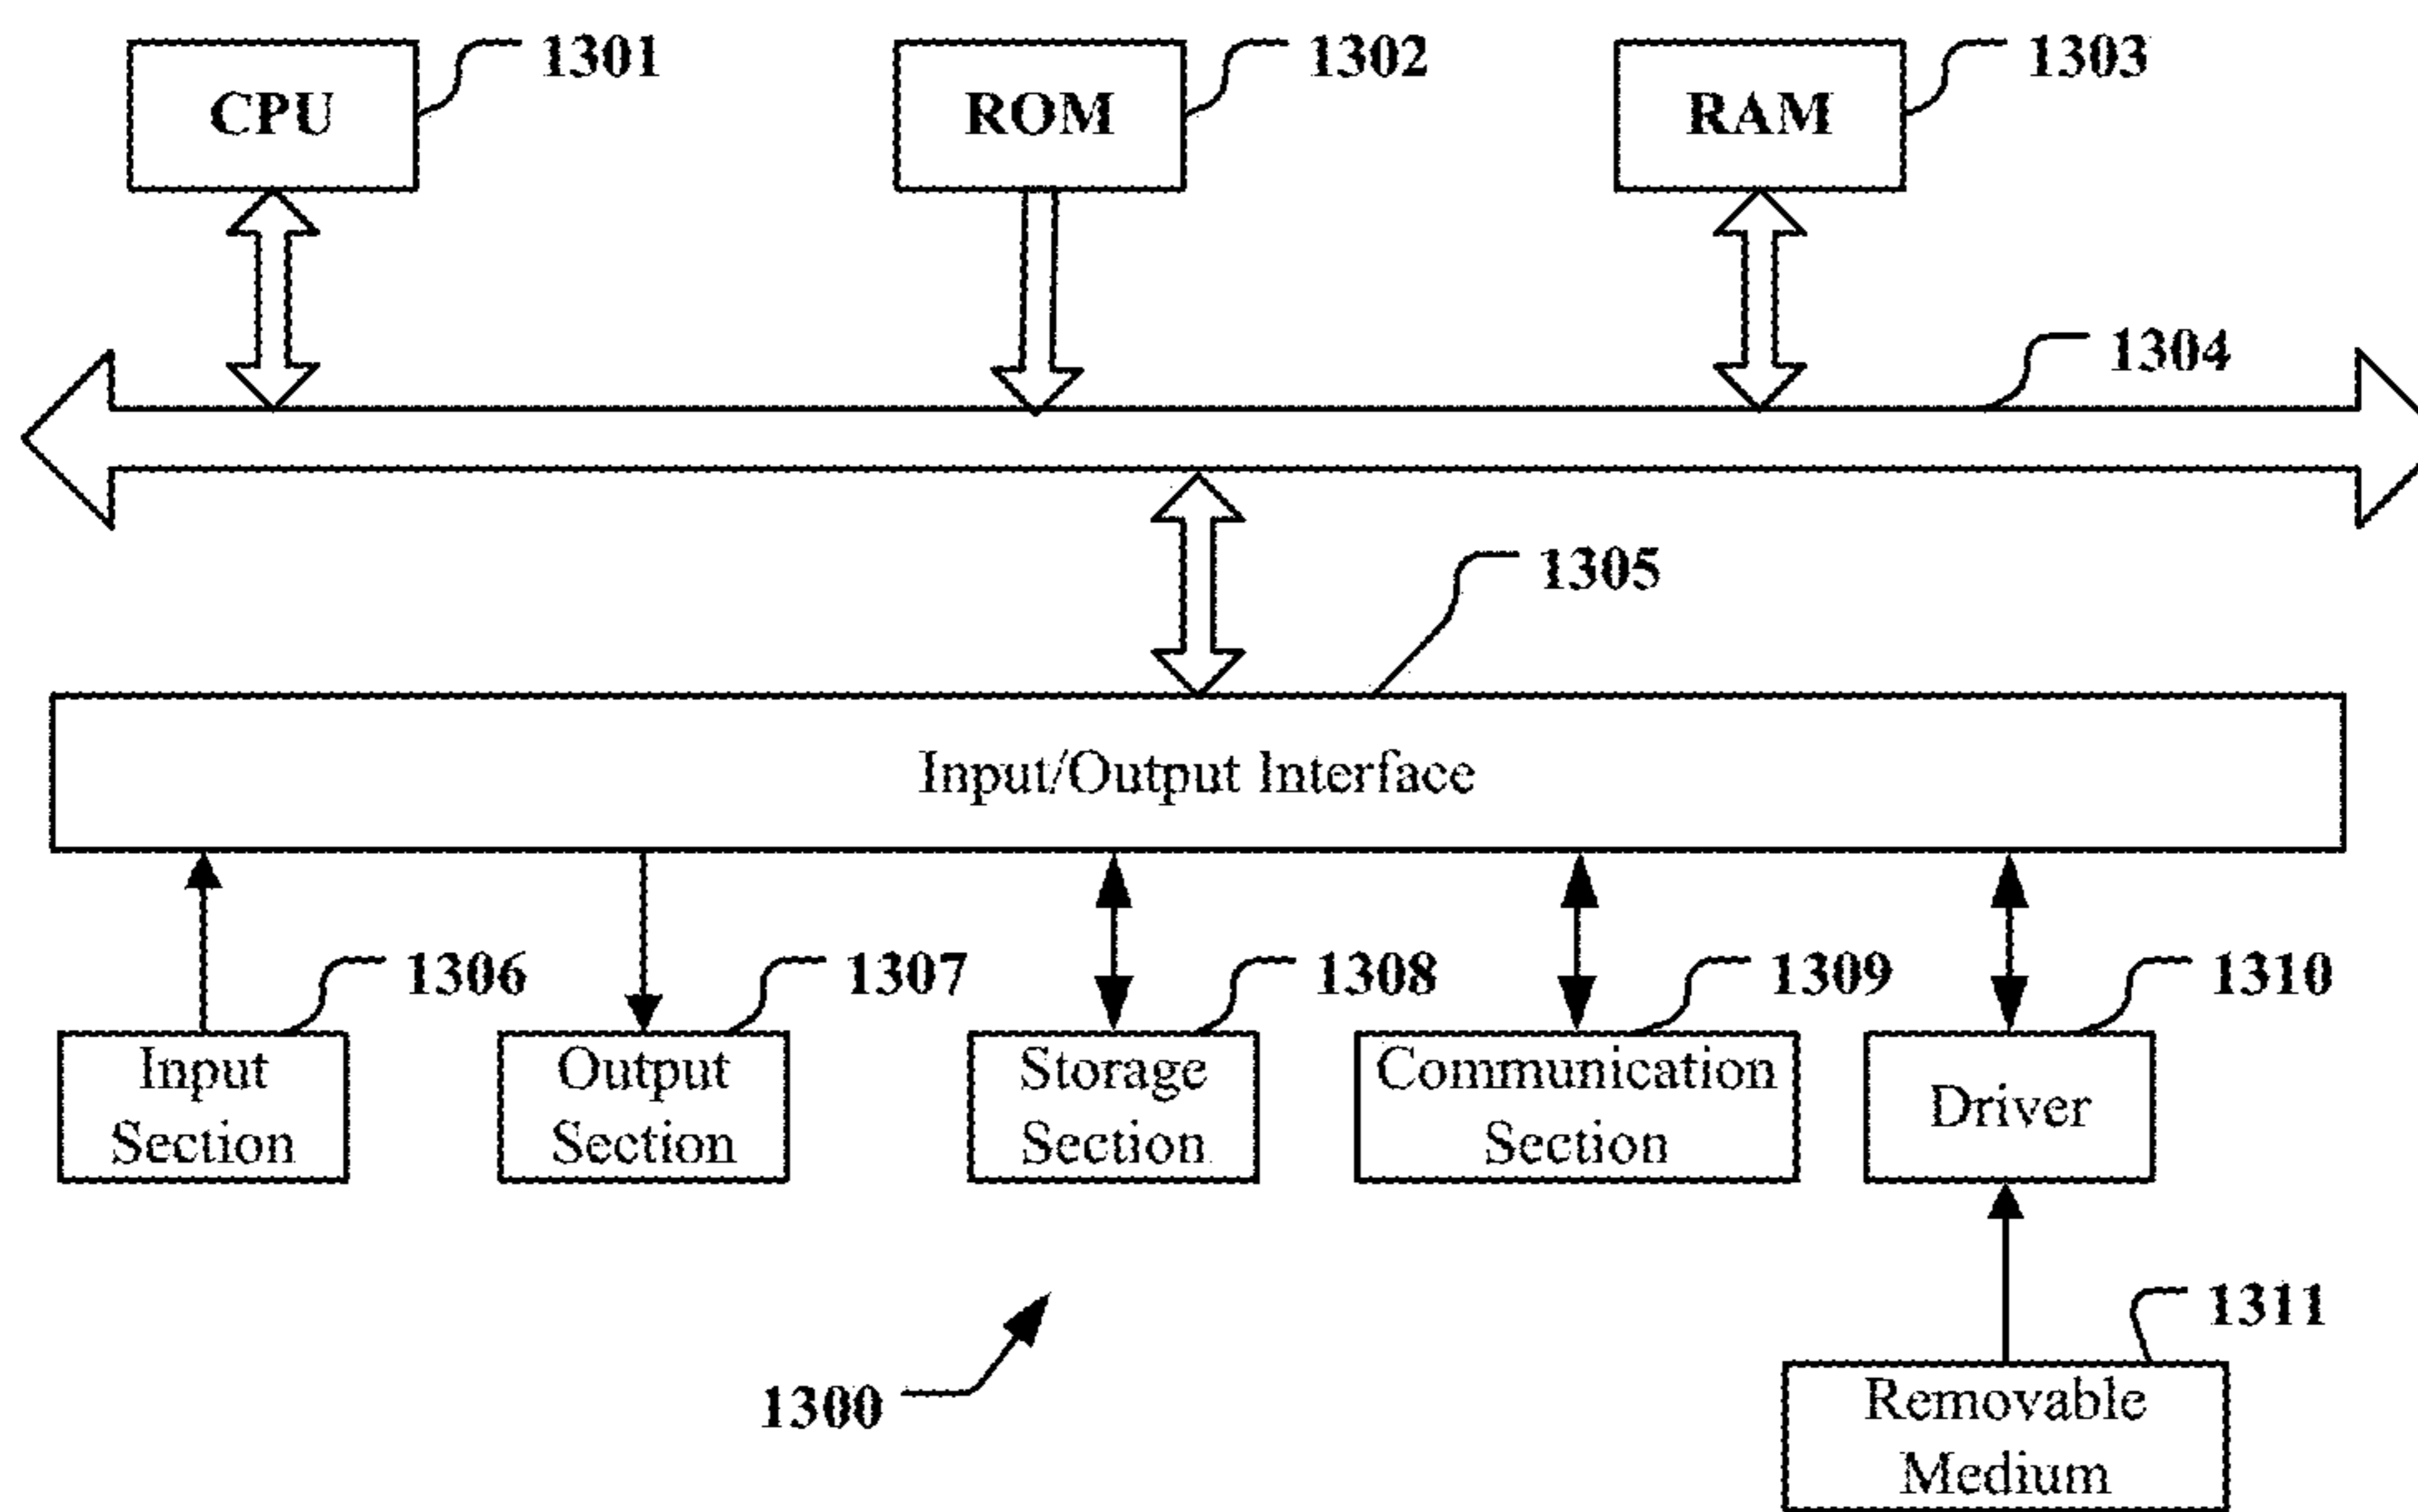 CPU
1301
ROM
1302
RAM
1303
1304
1305
Input/Output Interface
1306
1307
1308
1309
1310
Input
Section
Output
Section
Storage
Section
Communication
Section
Driver
1311
1300
Removable
Medium